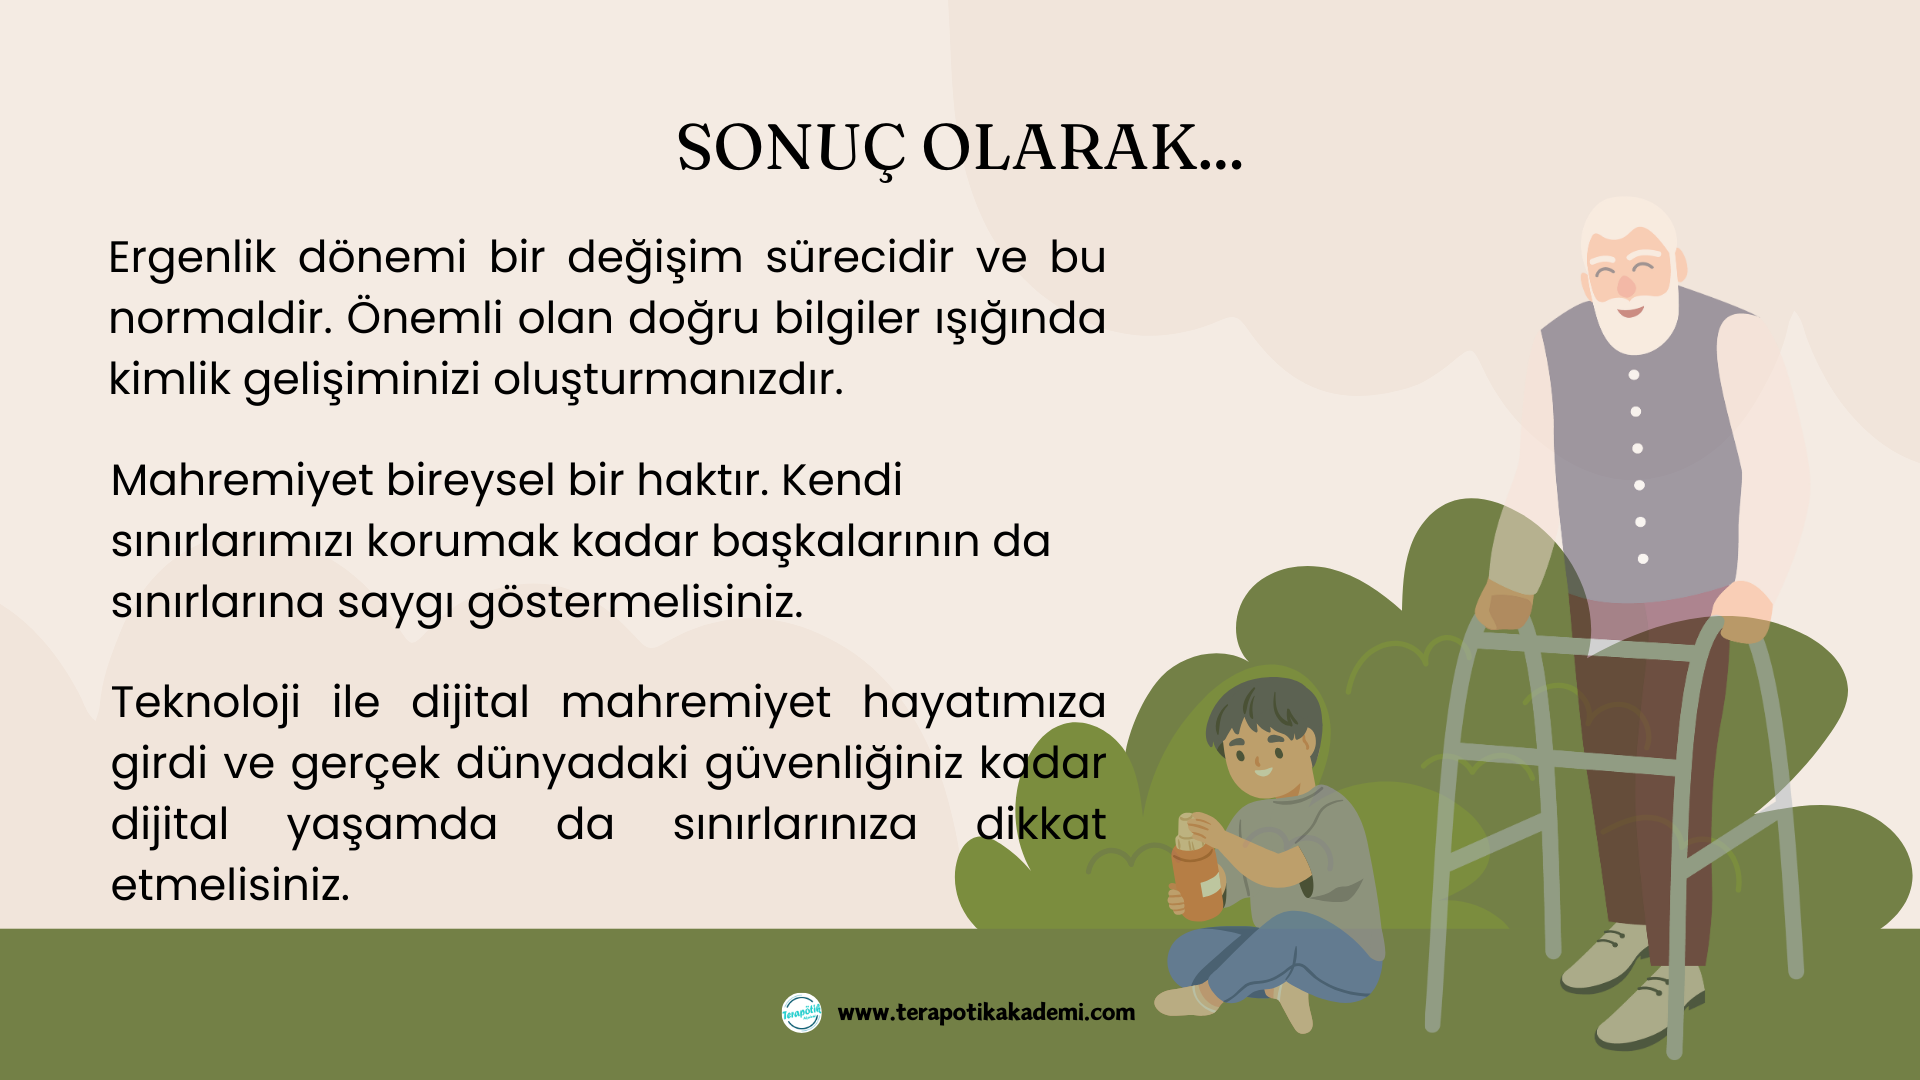 SONUÇ OLARAK...
Ergenlik dönemi bir değişim sürecidir ve bu
normaldir. Önemli olan doğru bilgiler ışığında
kimlik gelişiminizi oluşturmanızdır.
Mahremiyet bireysel bir haktır. Kendi
sınırlarımızı korumak kadar başkalarının da
sınırlarına saygı göstermelisiniz.
Teknoloji ile dijital mahremiyet hayatımıza
girdi ve gerçek dünyadaki güvenliğiniz kadar
dijital yaşamda da sınırlarınıza dikkat
etmelisiniz.
Terapötik
www.terapotikakademi.com